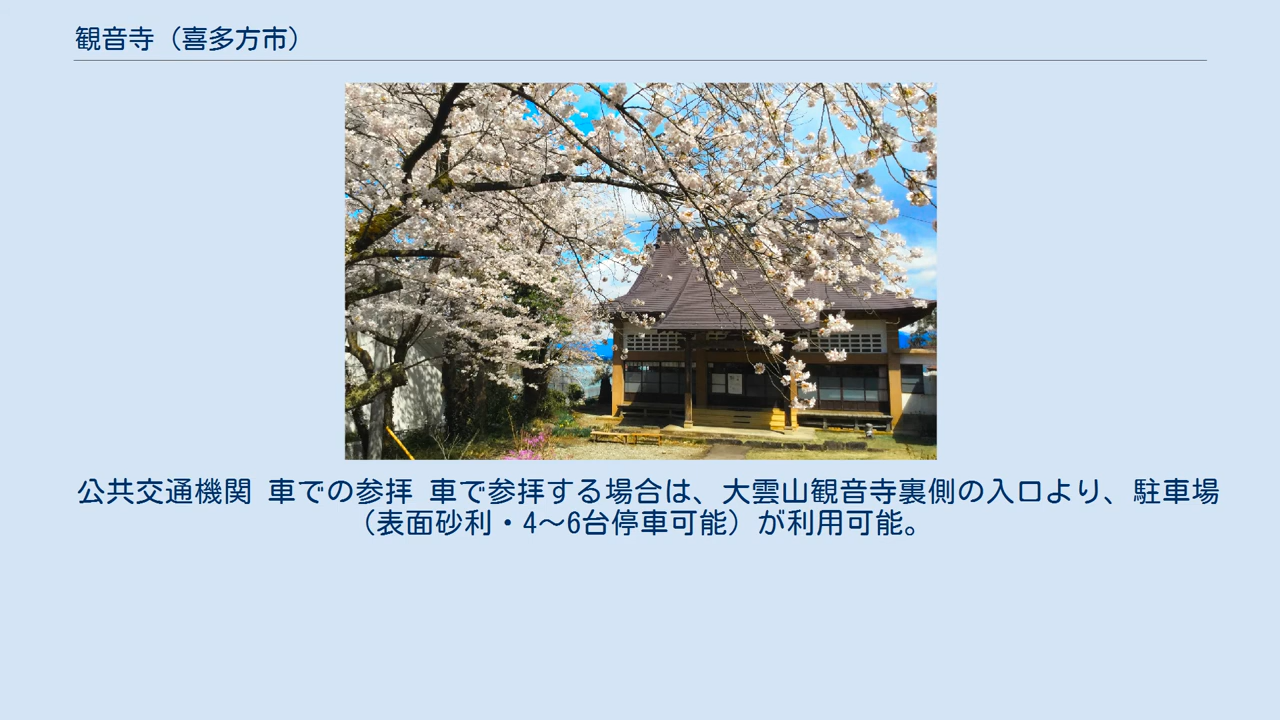 観音寺（喜多方市）
公共交通機関 車での参拝 車で参拝する場合は、大雲山観音寺裏側の入口より、駐車場
（表面砂利・4～6台停車可能）が利用可能。